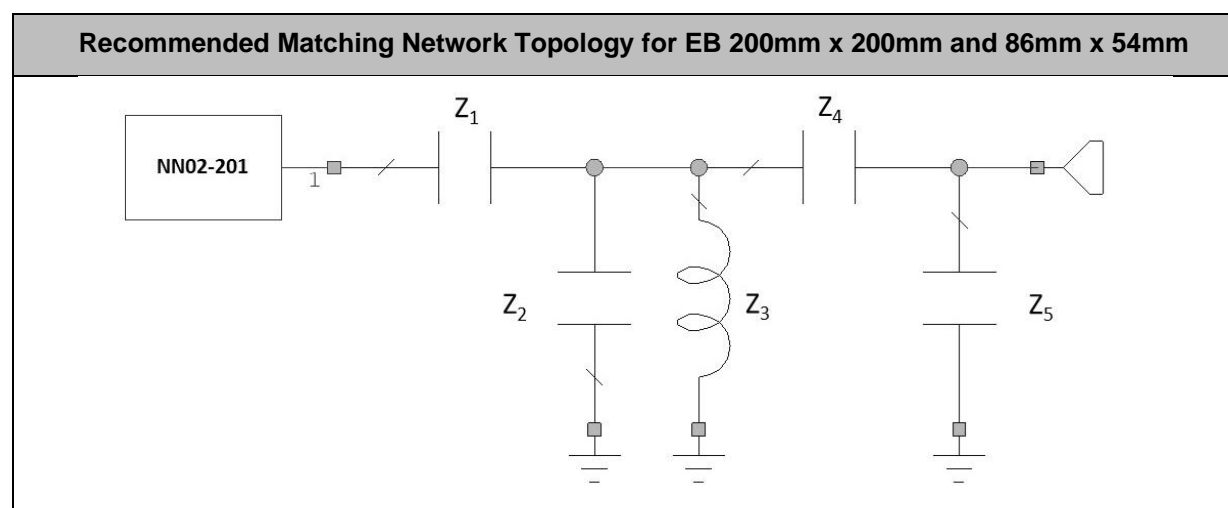 Recommended Matching Network Topology for EB 200mm x 200mm and 86mm x 54mm
Z1
Z4
NN02-201
1
Z2
Z3
Z5